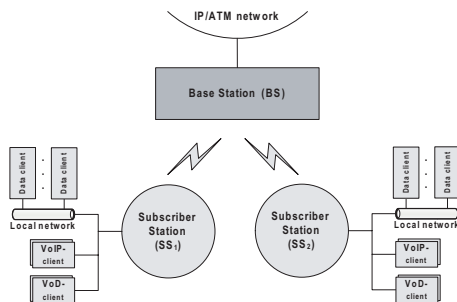 IP/ATM network
Base Station (BS)
Data client
Data client
Local network
VoIP-
client
VoD-
client
Subscriber
Station
(SS1)
Subscriber
Station
(SS2)
Data client
Data client
Local network
VoIP-
client
VoD-
client